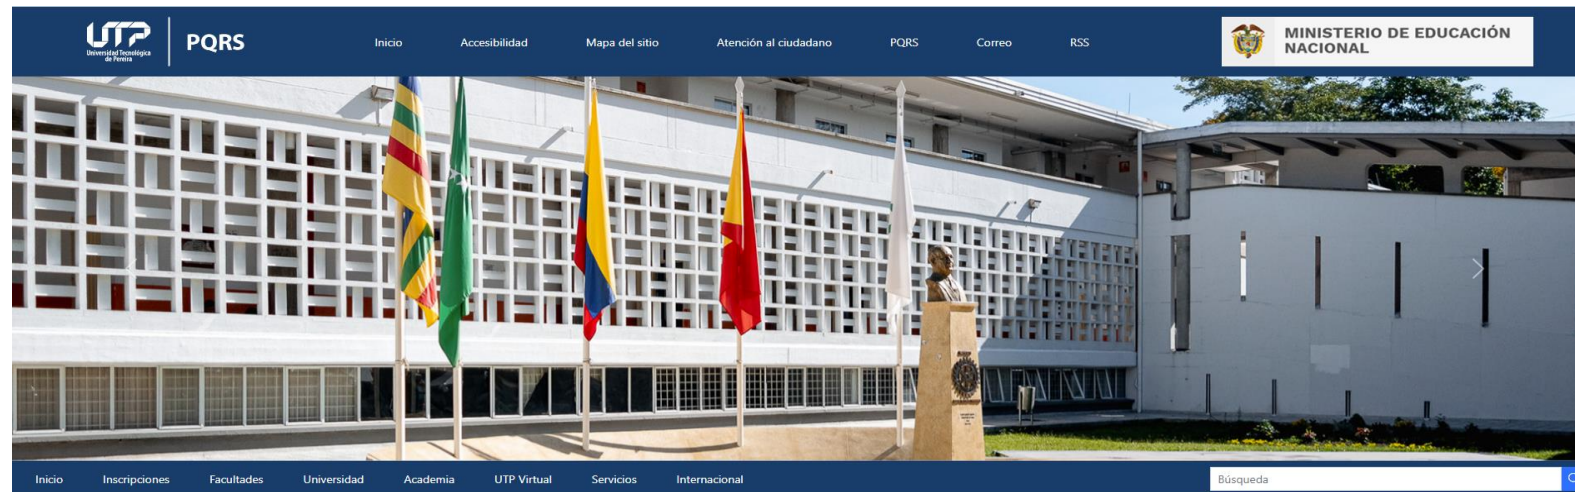 UTP
Universidad Tecnológica
de Pereira
PQRS
Inicio Accesibilidad Mapa del sitio Atención al ciudadano PQRS Correo RSS
MINISTERIO DE EDUCACIÓN
NACIONAL
Inicio Inscripciones Facultades Universidad Academia UTP Virtual Servicios Internacional
Búsqueda